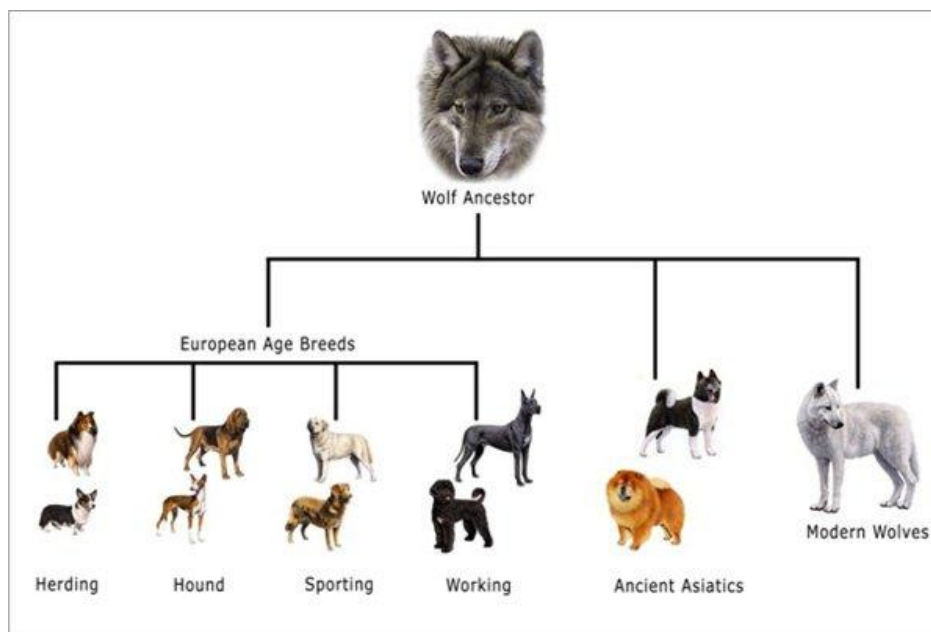 Wolf Ancestor
European Age Breeds
Modern Wolves
Herding
Hound
Sporting
Working
Ancient Asiatics